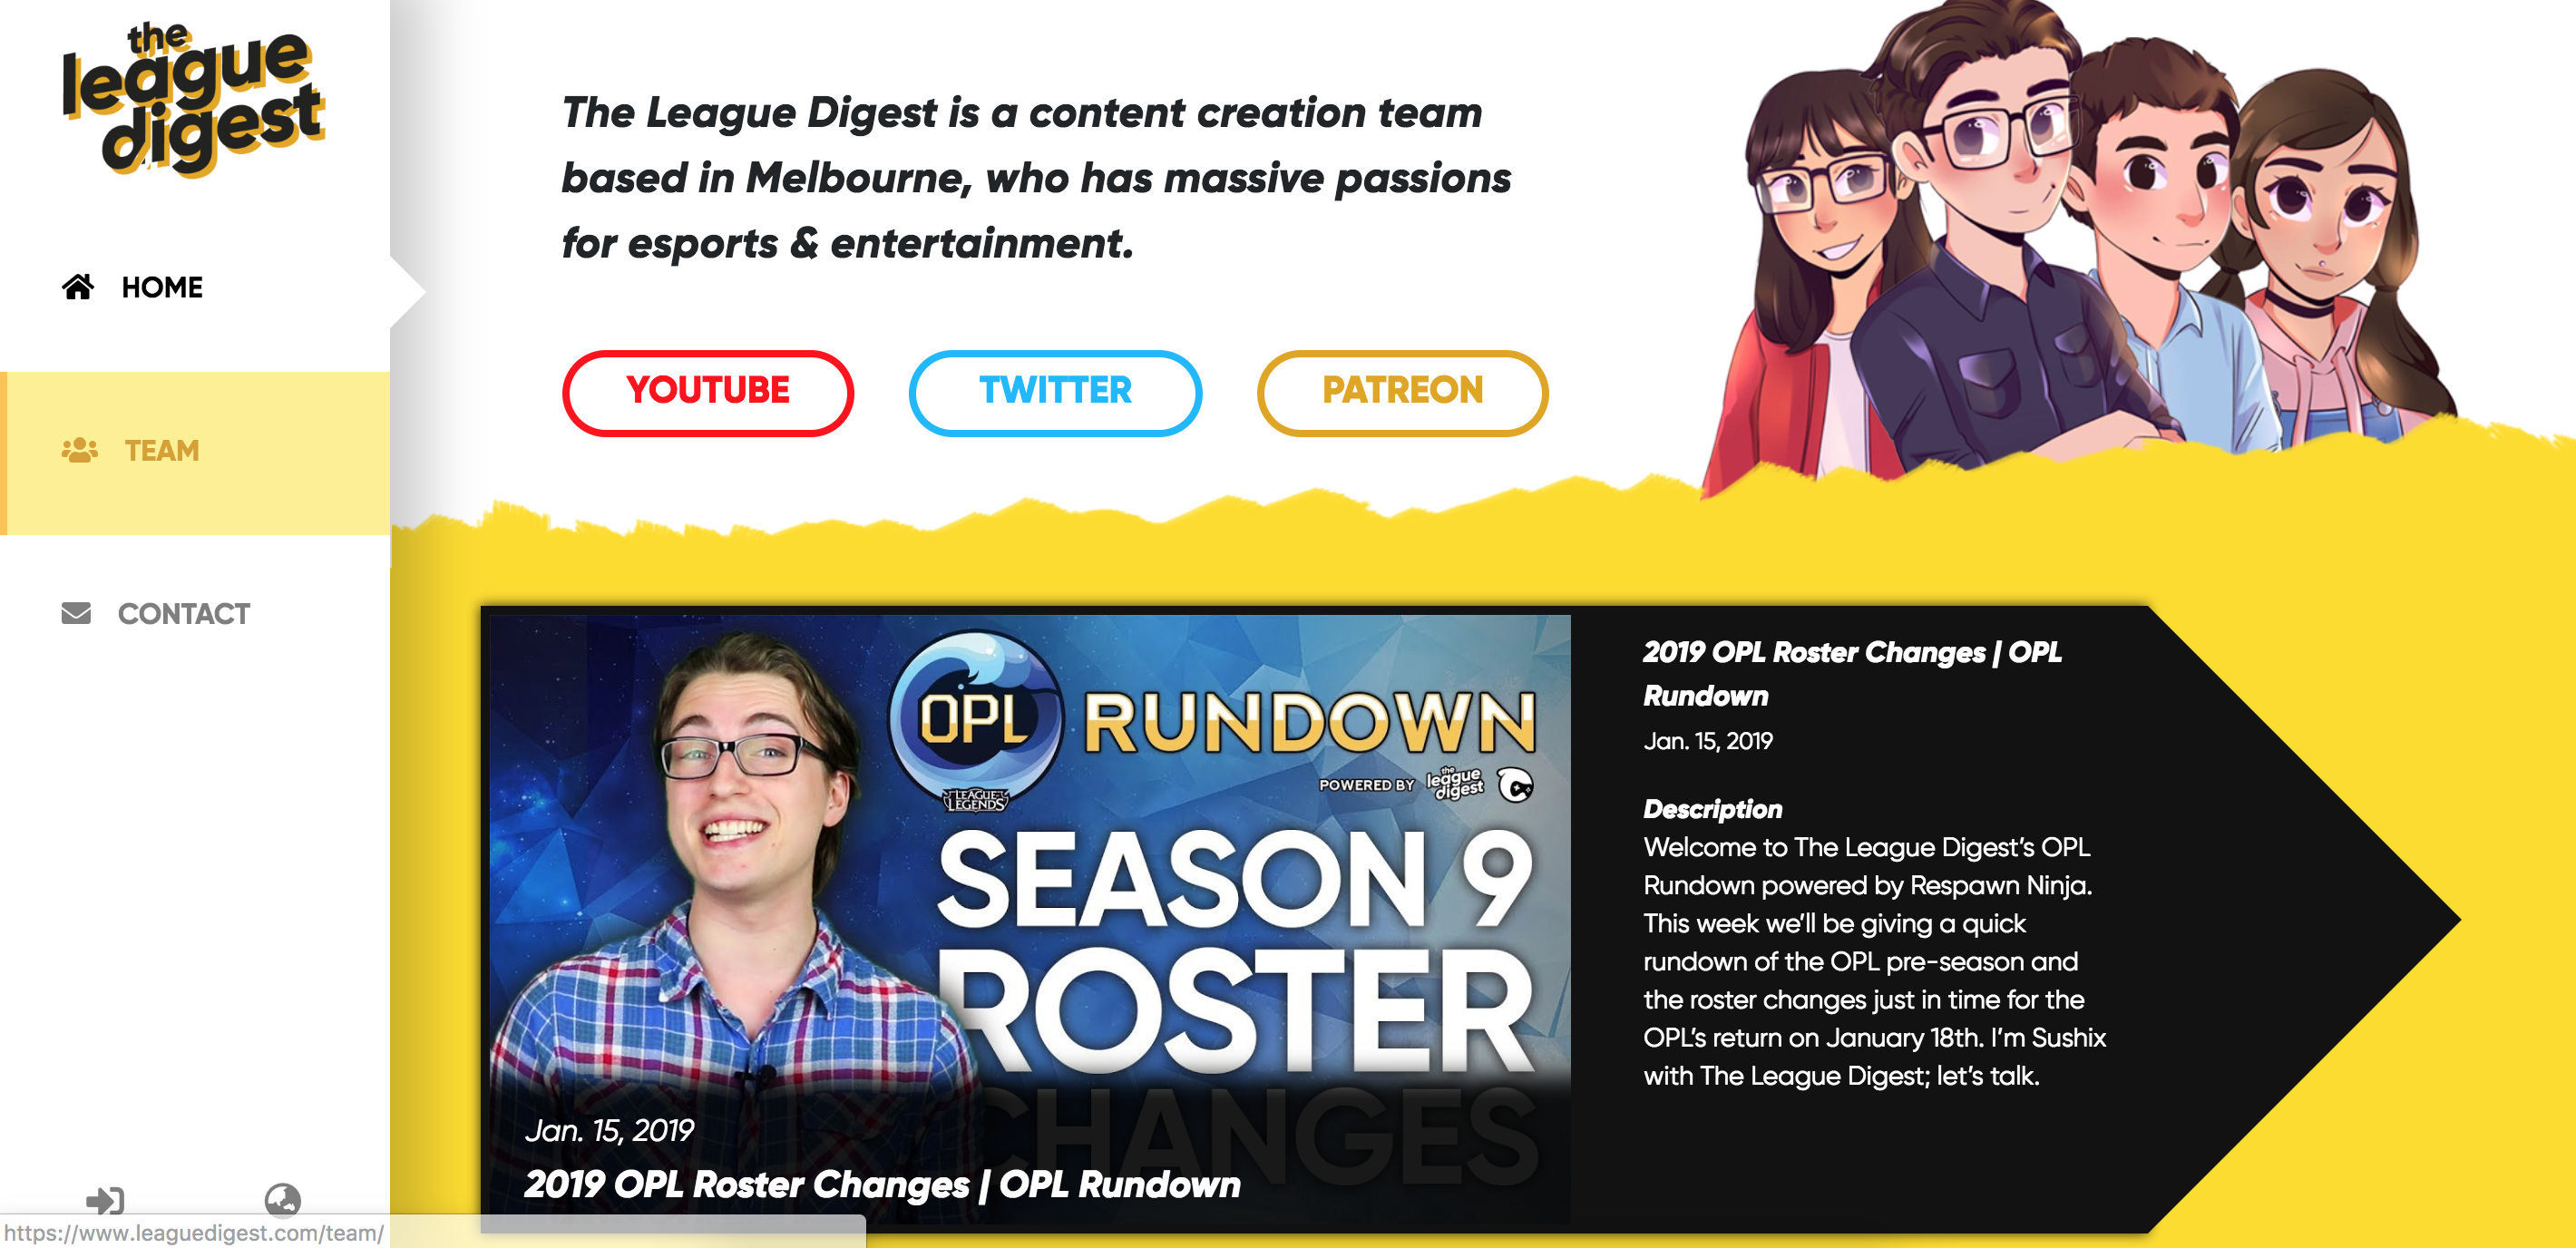 the
league
digest
HOME
TEAM
CONTACT
The League Digest is a content creation team
based in Melbourne, who has massive passions
for esports & entertainment.
YOUTUBE
TWITTER
PATREON
OPL
LEAGUE OF
LEGENDS
RUNDOWN
POWERED BY
the
league
digest
SEASON 9
ROSTER
CHANGES
Jan. 15, 2019
2019 OPL Roster Changes | OPL Rundown
2019 OPL Roster Changes | OPL
Rundown
Jan. 15, 2019
Description
Welcome to The League Digest’s OPL
Rundown powered by Respawn Ninja.
This week we’ll be giving a quick
rundown of the OPL pre-season and
the roster changes just in time for the
OPL’s return on January 18th. I’m Sushix
with The League Digest; let’s talk.
https://www.leaguedigest.com/team/